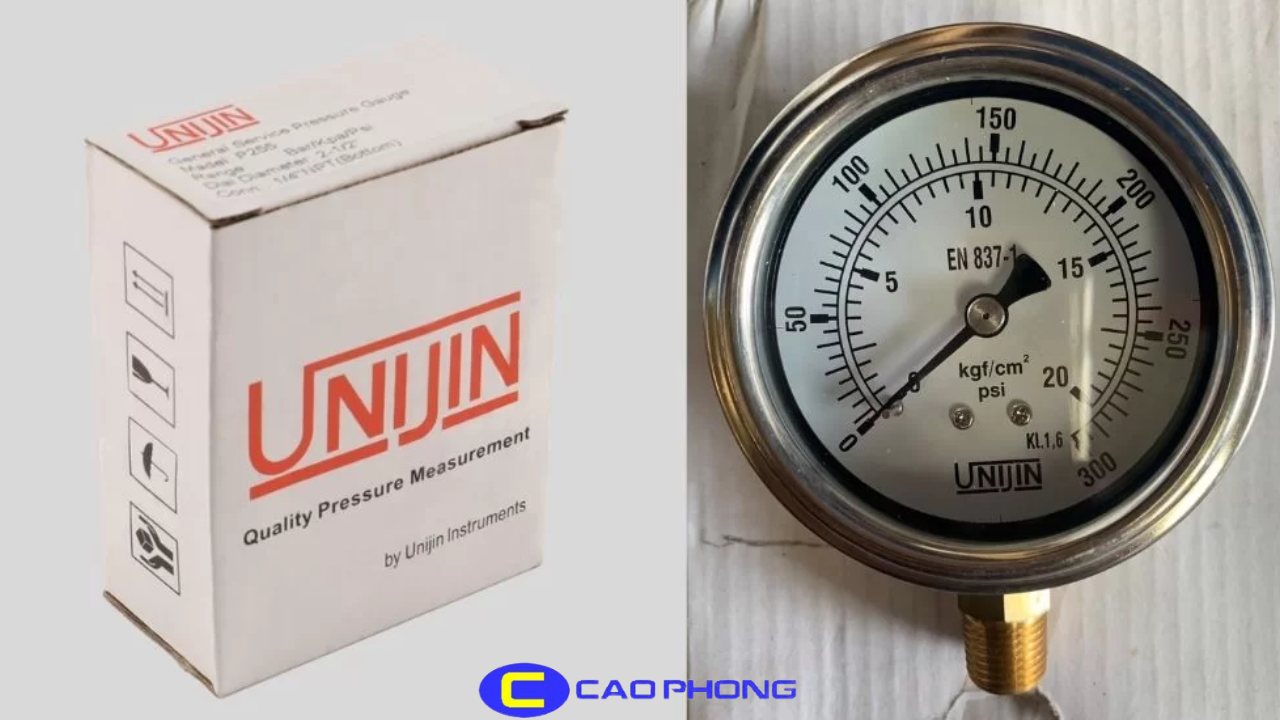 UNIJIN
General Service Pressure Gauge
Model P255 Bar/Kpa/Psi
Range
Dial Diameter 2-1/2"
Conn. 1/4"NPT(Bottom)
UNIJIN
Quality Pressure Measurement
by Unijin Instruments
150
100
200
10
EN 837-1
5
15
50
250
kgf/cm²
psi
0
20
0
Kl.1,6
UNIJIN
300
C CAO PHONG